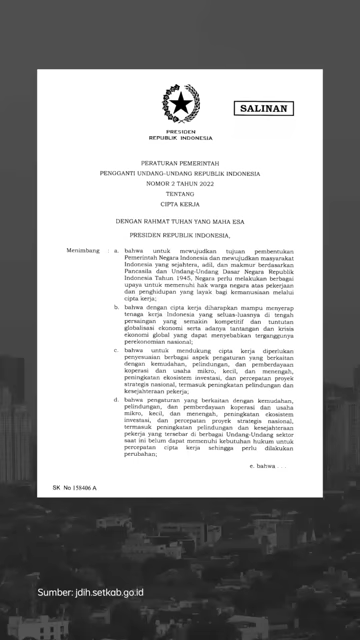 SALINAN
PRESIDEN
REPUBLIK INDONESIA
PERATURAN PEMERINTAH
PENGGANTI UNDANG-UNDANG REPUBLIK INDONESIA
NOMOR 2 TAHUN 2022
TENTANG
CIPTA KERJA
DENGAN RAHMAT TUHAN YANG MAHA ESA
PRESIDEN REPUBLIK INDONESIA,
Menimbang : a. bahwa untuk mewujudkan tujuan pembentukan
Pemerintah Negara Indonesia dan mewujudkan masyarakat
Indonesia yang sejahtera, adil, dan makmur berdasarkan
Pancasila dan Undang-Undang Dasar Negara Republik
Indonesia Tahun 1945, Negara perlu melakukan berbagai
upaya untuk memenuhi hak warga negara atas pekerjaan
dan penghidupan yang layak bagi kemanusiaan melalui
cipta kerja;
b. bahwa dengan cipta kerja diharapkan mampu menyerap
tenaga kerja Indonesia yang seluas-luasnya di tengah
persaingan yang semakin kompetitif dan tuntutan
globalisasi ekonomi serta adanya tantangan dan krisis
ekonomi global yang dapat menyebabkan terganggunya
perekonomian nasional;
c. bahwa untuk mendukung cipta kerja diperlukan
penyesuaian berbagai aspek pengaturan yang berkaitan
dengan kemudahan, pelindungan, dan pemberdayaan
koperasi dan usaha mikro, kecil, dan menengah,
peningkatan ekosistem investasi, dan percepatan proyek
strategis nasional, termasuk peningkatan pelindungan dan
kesejahteraan pekerja;
d. bahwa pengaturan yang berkaitan dengan kemudahan,
pelindungan, dan pemberdayaan koperasi dan usaha
mikro, kecil, dan menengah, peningkatan ekosistem
investasi, dan percepatan proyek strategis nasional,
termasuk peningkatan pelindungan dan kesejahteraan
pekerja yang tersebar di berbagai Undang-Undang sektor
saat ini belum dapat memenuhi kebutuhan hukum untuk
percepatan cipta kerja sehingga perlu dilakukan
perubahan;
e. bahwa . . .
SK No 158406 A
Sumber: jdih.setkab.go.id